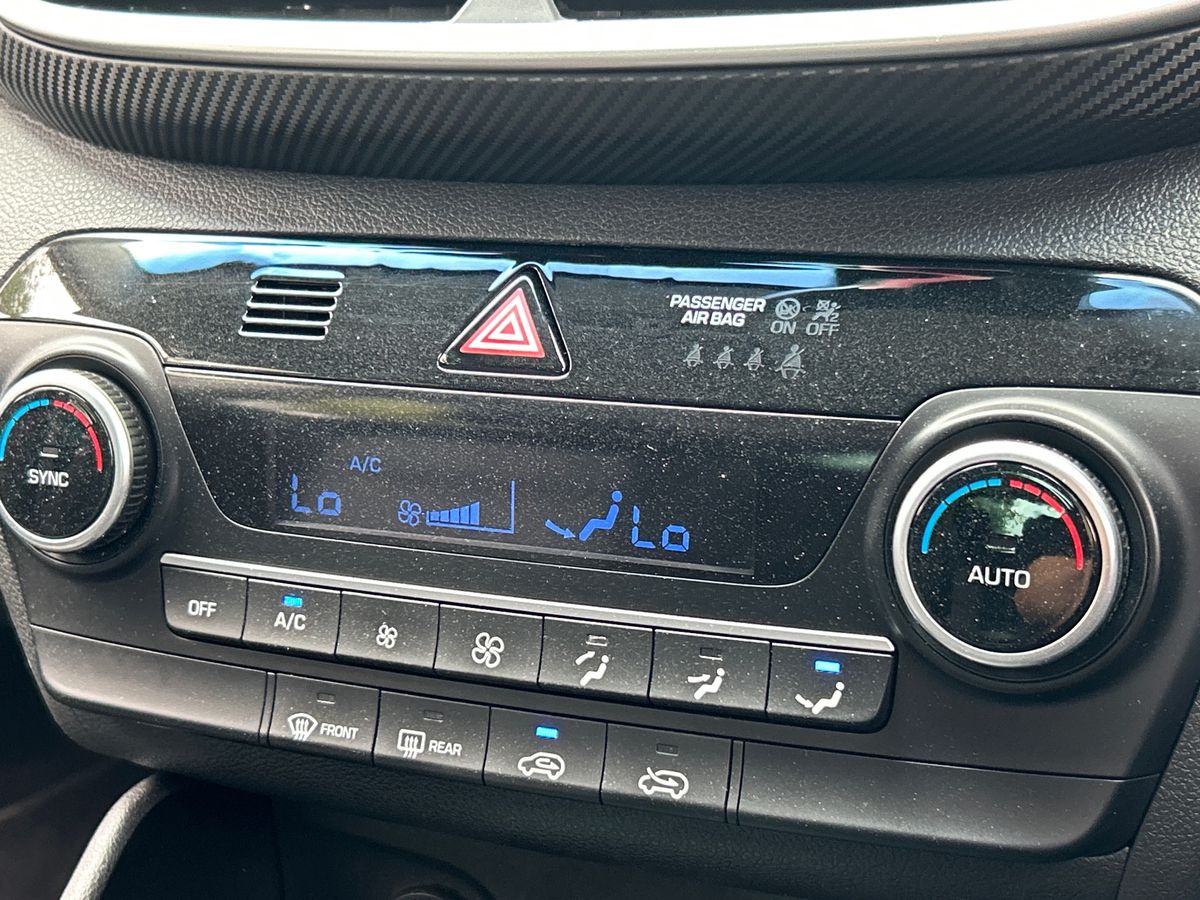 PASSENGER
AIR BAG
ON OFF
SYNC
A/C
Lo
Lo
AUTO
OFF
A/C
FRONT
REAR